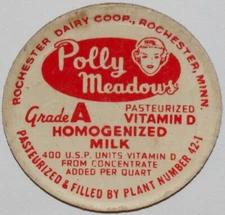 ROCHESTER DAIRY COOP., ROCHESTER, MINN.
Polly
Meadows
Grade A
PASTEURIZED
VITAMIN D
HOMOGENIZED
MILK
400 U.S.P. UNITS VITAMIN D
FROM CONCENTRATE
ADDED PER QUART
PASTEURIZED & FILLED BY PLANT NUMBER 42-1